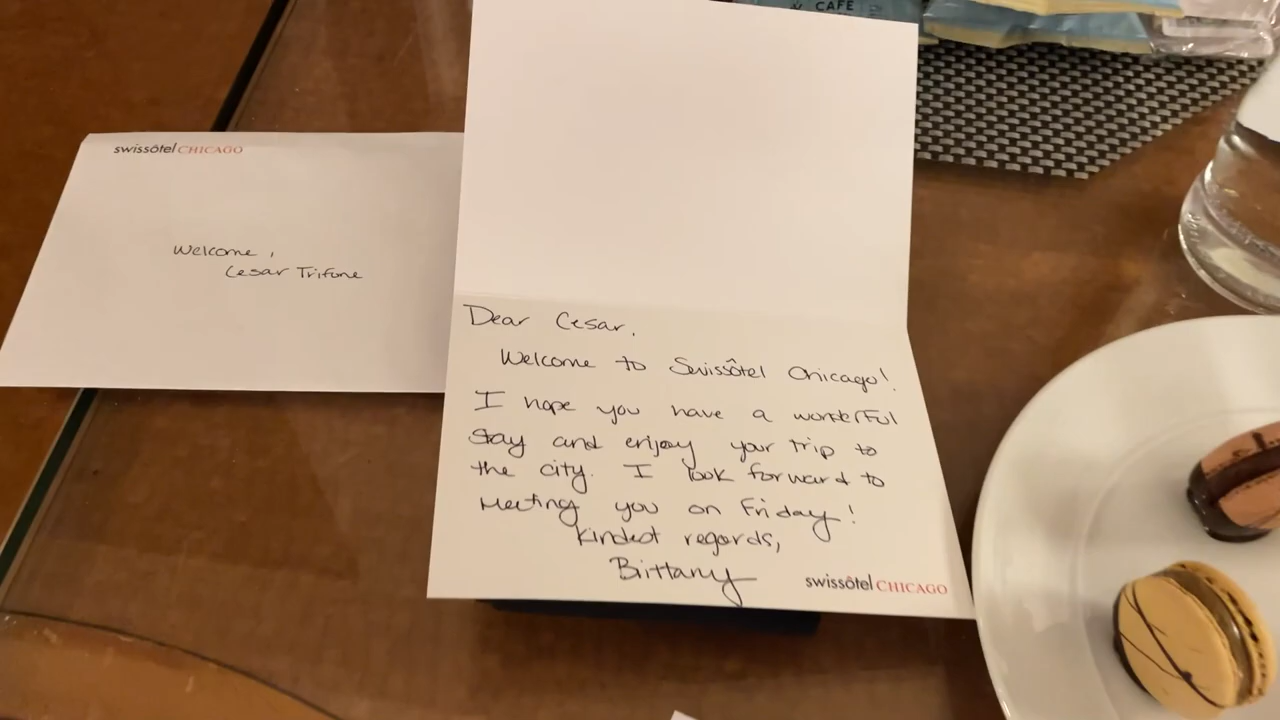 CAFÉ
swissôtel CHICAGO
Welcome,
Cesar Trifone
Dear Cesar,
Welcome to Swissôtel Chicago!
I hope you have a wonderful
stay and enjoy your trip to
the city. I look forward to
meeting you on Friday!
Kindest regards,
Brittany
swissôtel CHICAGO